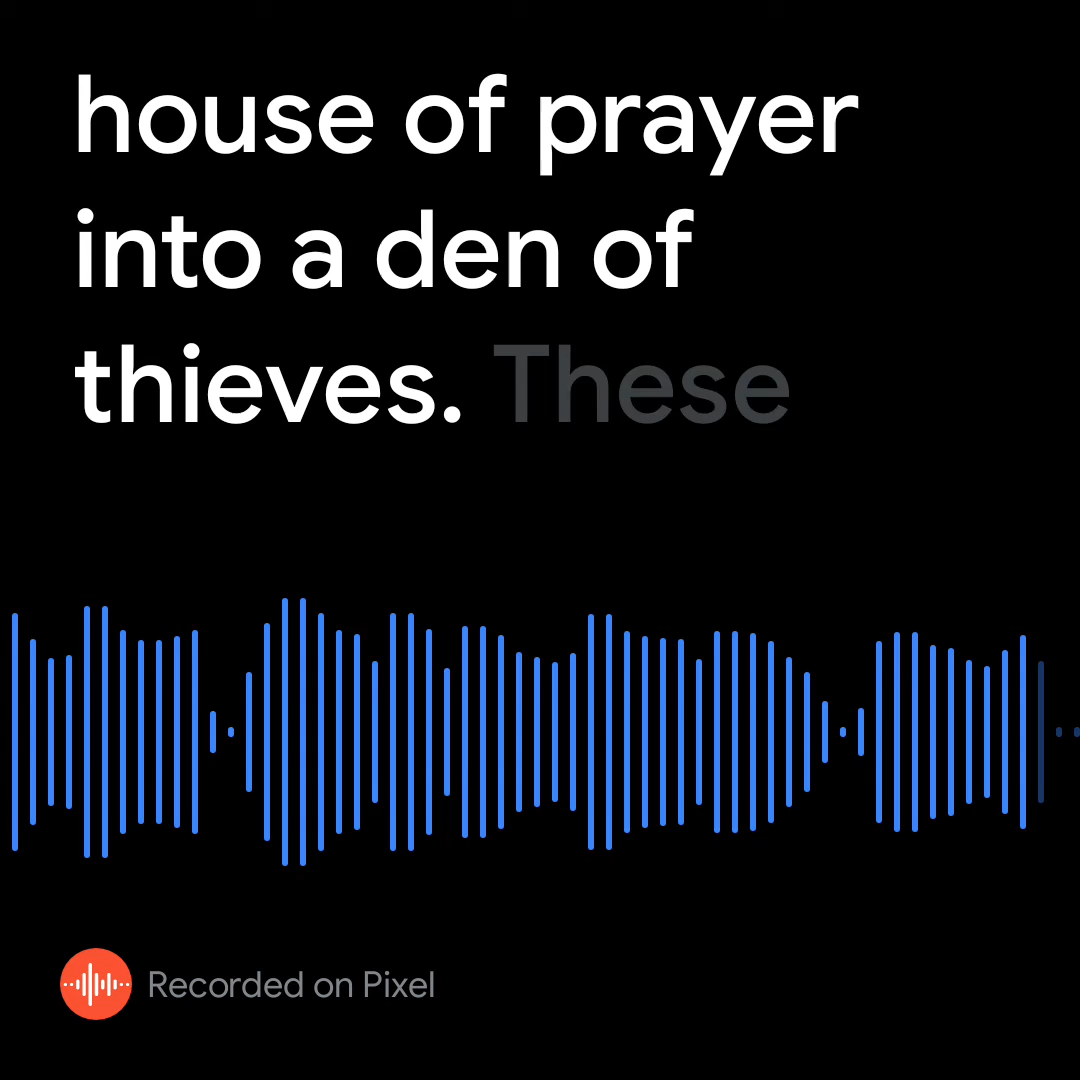 house of prayer
into a den of
thieves. These
Recorded on Pixel